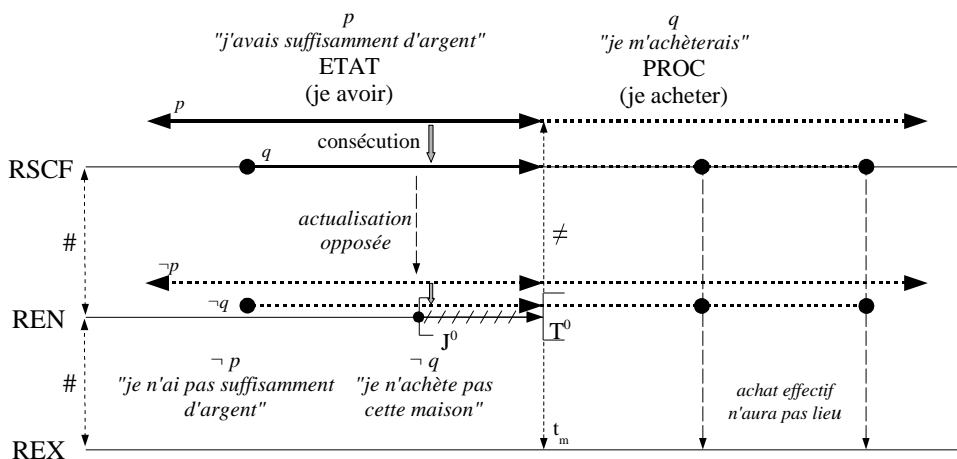 p
"j'avais suffisamment d'argent"
ETAT
(je avoir)
q
"je m'achèterais"
PROC
(je acheter)
p
consécution
q
RSCF
actualisation
opposée
#
≠
¬p
¬q
REN
J⁰
T⁰
#
¬ p
"je n'ai pas suffisamment
d'argent"
¬ q
"je n'achète pas
cette maison"
achat effectif
n'aura pas lieu
t_m
REX